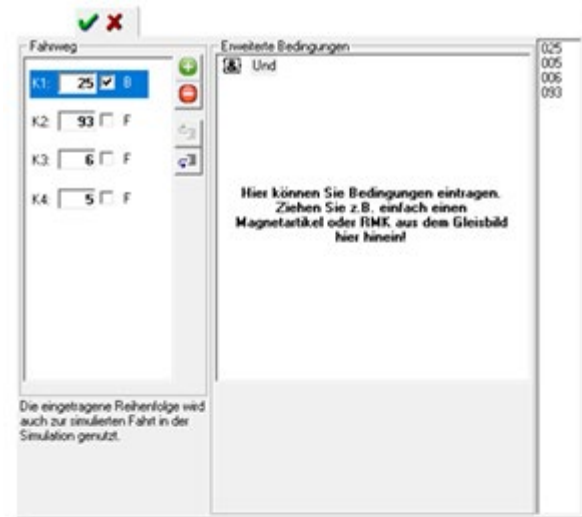 Fahrweg
K1: 25 B
K2: 93 F
K3: 6 F
K4: 5 F
Die eingetragene Reihenfolge wird
auch zur simulierten Fahrt in der
Simulation genutzt.
Erweiterte Bedingungen
& Und
Hier können Sie Bedingungen eintragen.
Ziehen Sie z.B. einfach einen
Magnetartikel oder RMK aus dem Gleisbild
hier hinein!
025
005
006
093